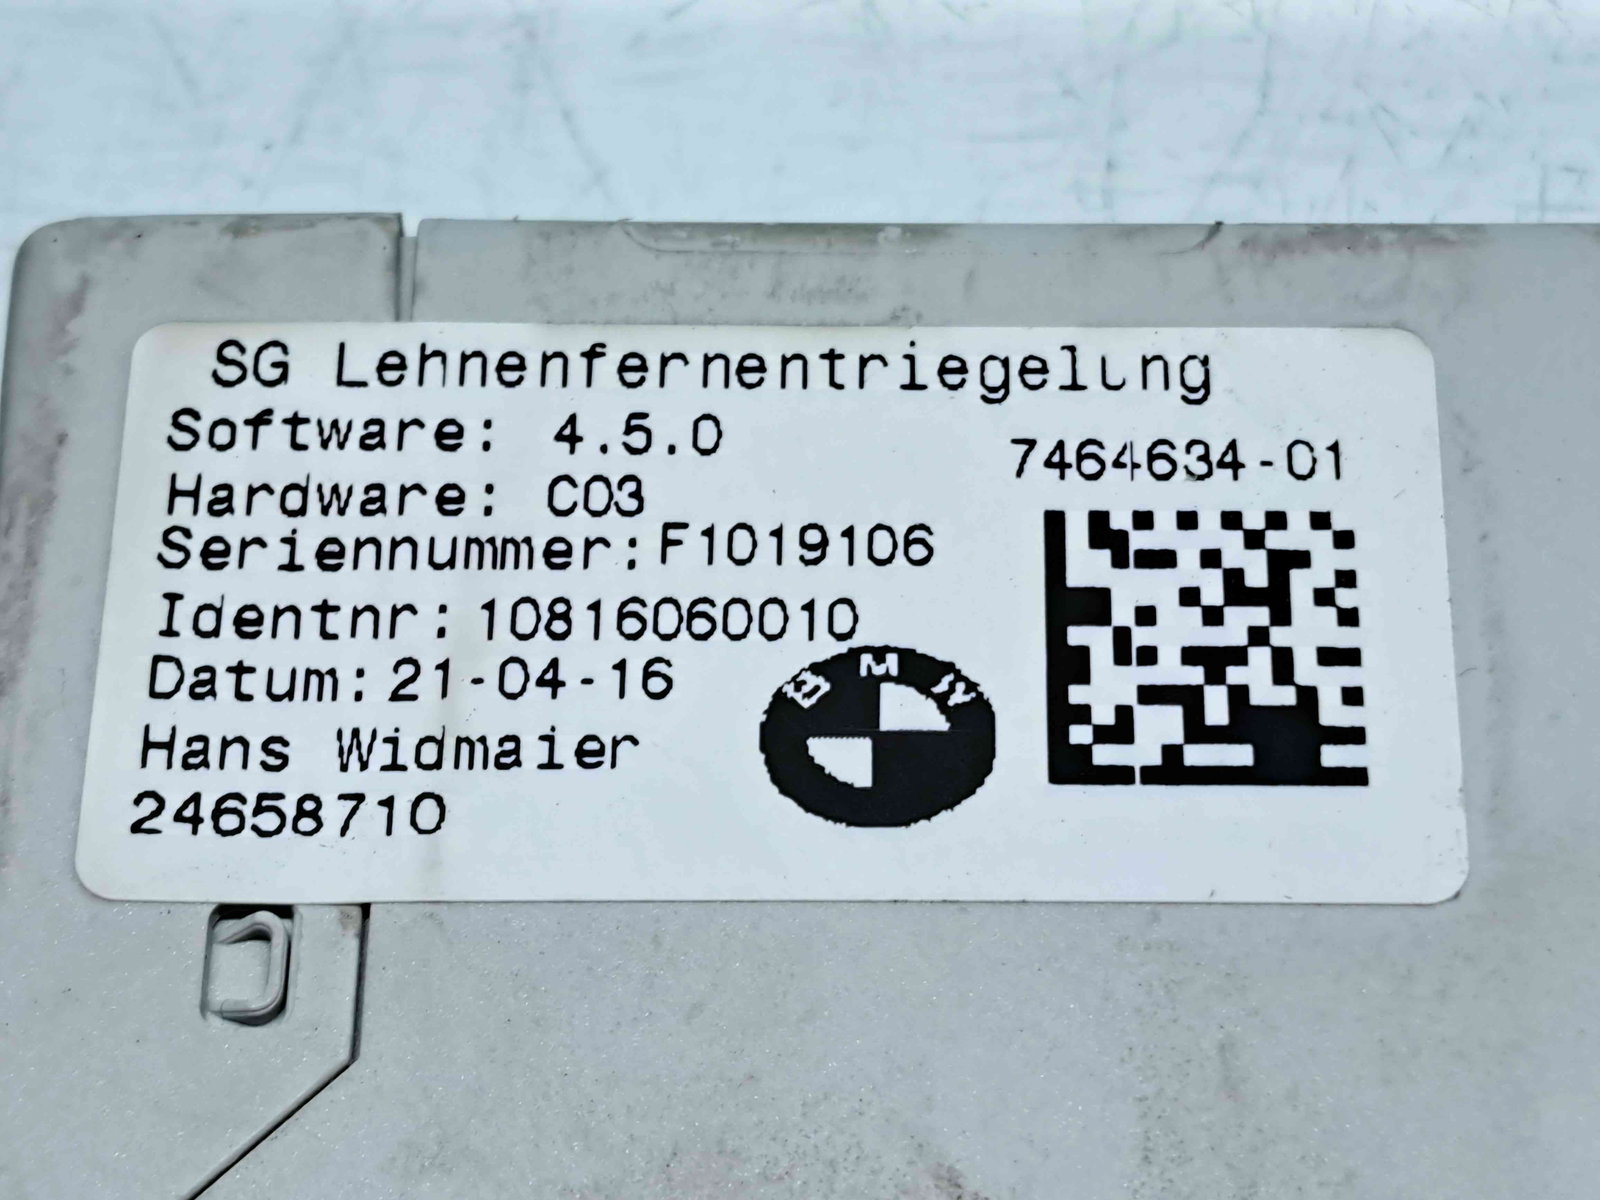 SG Lehnenfernentriegelung
Software: 4.5.0
7464634-01
Hardware: C03
Seriennummer:F1019106
Identnr:10816060010
Datum:21-04-16
BMW
Hans Widmaier
24658710